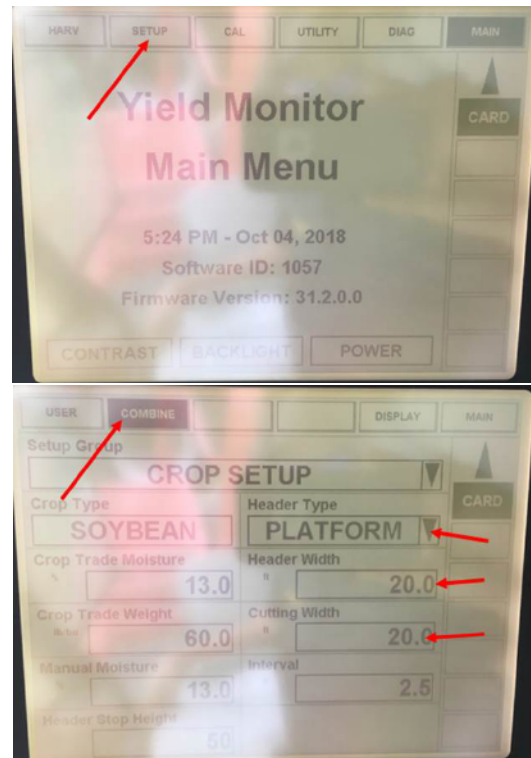 HARV SETUP CAL UTILITY DIAG MAIN
Yield Monitor
CARD
Main Menu
5:24 PM - Oct 04, 2018
Software ID: 1057
Firmware Version: 31.2.0.0
CONTRAST BACKLIGHT POWER
USER COMBINE DISPLAY MAIN
Setup Group
CROP SETUP
CARD
Crop Type Header Type
SOYBEAN PLATFORM
Crop Trade Moisture Header Width
% 13.0 ft 20.0
Crop Trade Weight Cutting Width
60.0 ft 20.0
Manual Moisture Interval
% 13.0 2.5
Header Stop Height
50